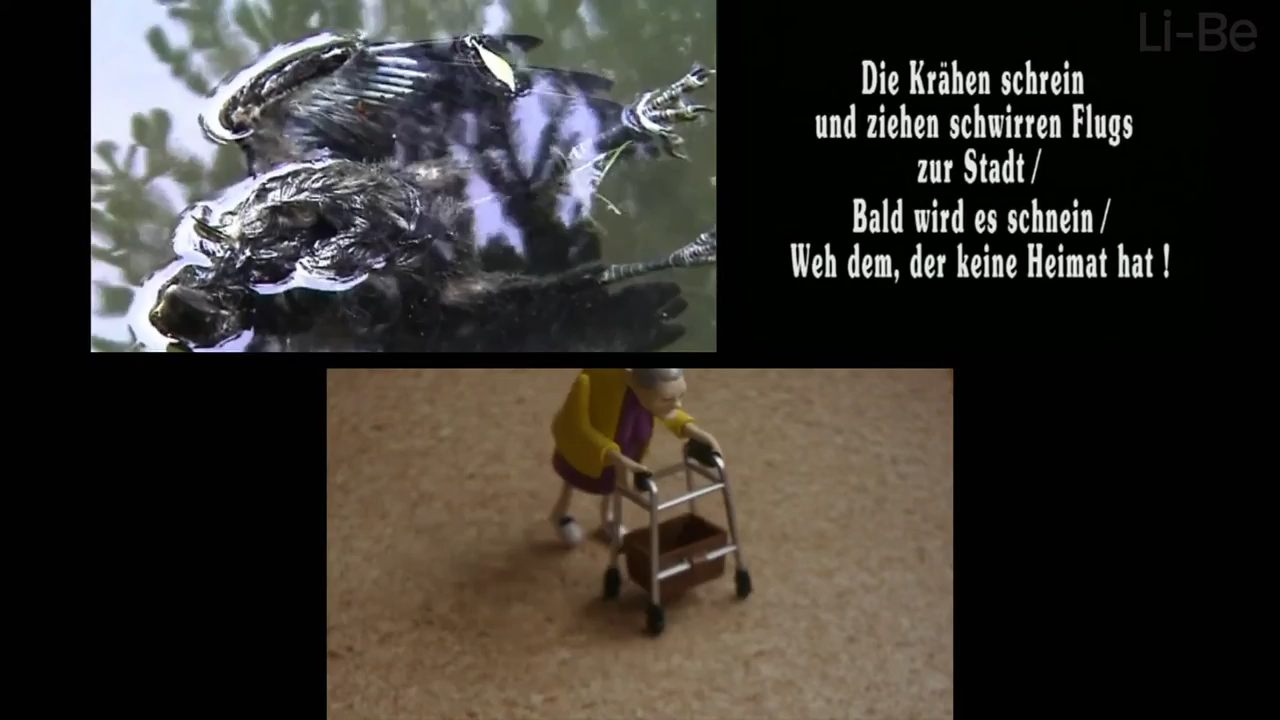 Li-Be
Die Krähen schrein
und ziehen schwirren Flugs
zur Stadt /
Bald wird es schnein /
Weh dem, der keine Heimat hat !